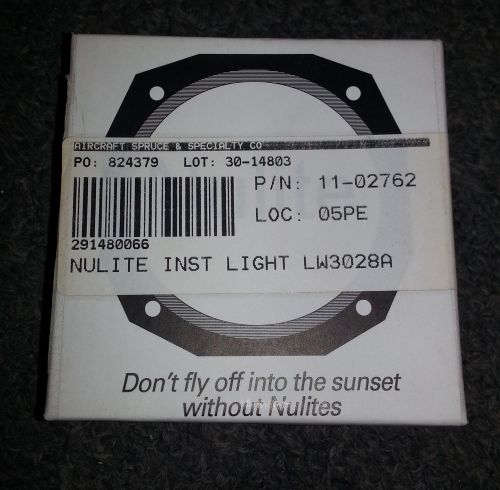 AIRCRAFT SPRUCE & SPECIALTY CO
PO: 824379 LOT: 30-14803
P/N: 11-02762
LOC: 05PE
291480066
NULITE INST LIGHT LW3028A
Don't fly off into the sunset
without Nulites